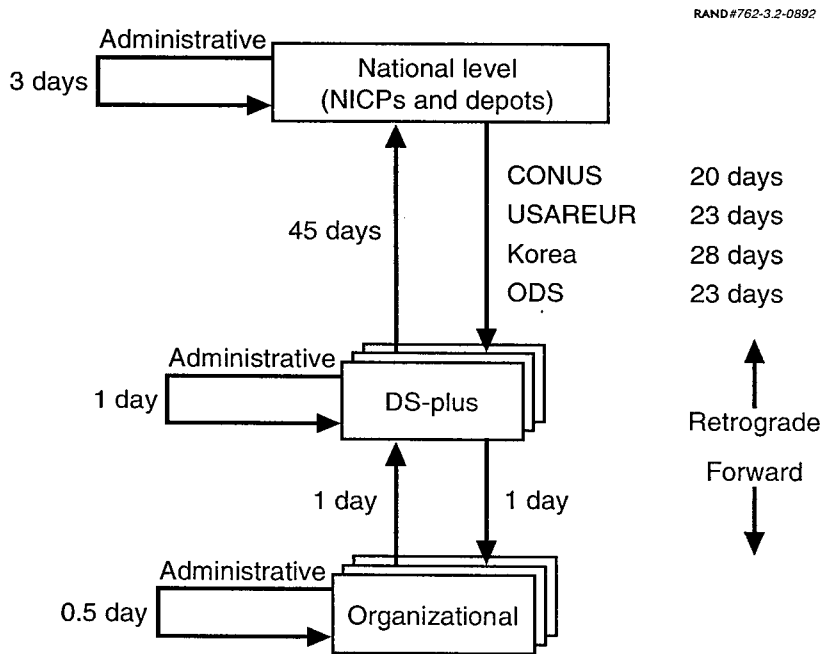 RAND#762-3.2-0892
Administrative
3 days
National level
(NICPs and depots)
45 days
CONUS 20 days
USAREUR 23 days
Korea 28 days
ODS 23 days
Administrative
1 day
DS-plus
Retrograde
Forward
1 day
1 day
Administrative
0.5 day
Organizational